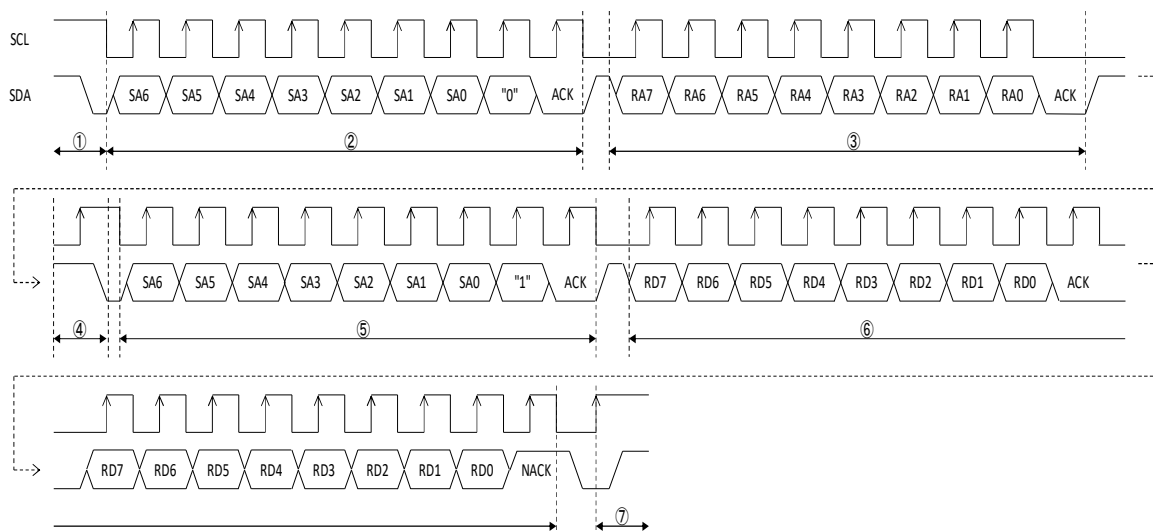 SCL
SDA SA6 SA5 SA4 SA3 SA2 SA1 SA0 "0" ACK RA7 RA6 RA5 RA4 RA3 RA2 RA1 RA0 ACK
① ② ③
SA6 SA5 SA4 SA3 SA2 SA1 SA0 "1" ACK RD7 RD6 RD5 RD4 RD3 RD2 RD1 RD0 ACK
④ ⑤ ⑥
RD7 RD6 RD5 RD4 RD3 RD2 RD1 RD0 NACK
⑦